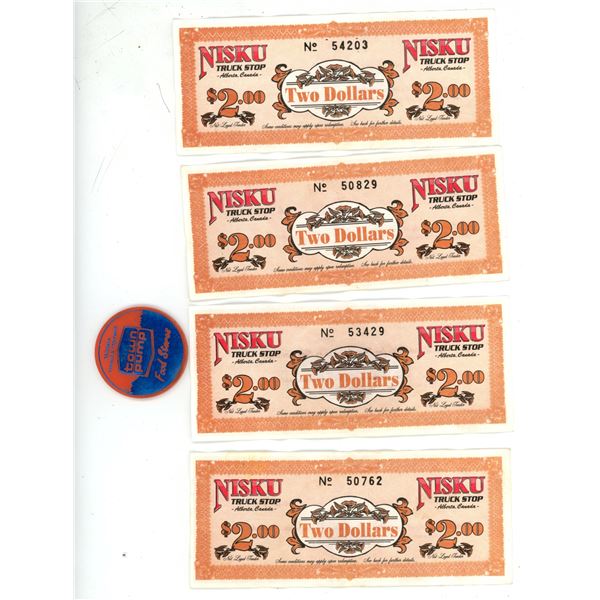 NISKU
TRUCK STOP
- Alberta, Canada -
$2.00
No 54203
Two Dollars
Some conditions may apply upon redemption. See back for further details.
NISKU
TRUCK STOP
- Alberta, Canada -
$2.00
Not Legal Tender
NISKU
TRUCK STOP
- Alberta, Canada -
$2.00
Not Legal Tender
No 50829
Two Dollars
Some conditions may apply upon redemption. See back for further details.
NISKU
TRUCK STOP
- Alberta, Canada -
$2.00
Not Legal Tender
town
pump
Food Stores
NISKU
TRUCK STOP
- Alberta, Canada -
$2.00
Not Legal Tender
No 53429
Two Dollars
Some conditions may apply upon redemption. See back for further details.
NISKU
TRUCK STOP
- Alberta, Canada -
$2.00
Not Legal Tender
NISKU
TRUCK STOP
- Alberta, Canada -
$2.00
Not Legal Tender
No 50762
Two Dollars
Some conditions may apply upon redemption. See back for further details.
NISKU
TRUCK STOP
- Alberta, Canada -
$2.00
Not Legal Tender